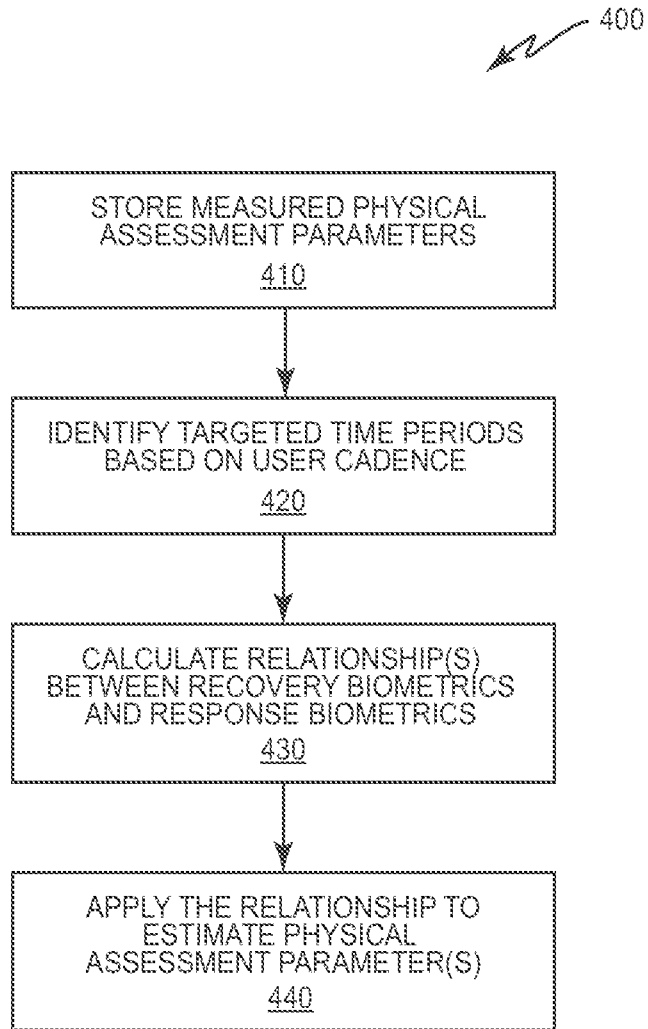 400
STORE MEASURED PHYSICAL
ASSESSMENT PARAMETERS
410
IDENTIFY TARGETED TIME PERIODS
BASED ON USER CADENCE
420
CALCULATE RELATIONSHIP(S)
BETWEEN RECOVERY BIOMETRICS
AND RESPONSE BIOMETRICS
430
APPLY THE RELATIONSHIP TO
ESTIMATE PHYSICAL
ASSESSMENT PARAMETER(S)
440